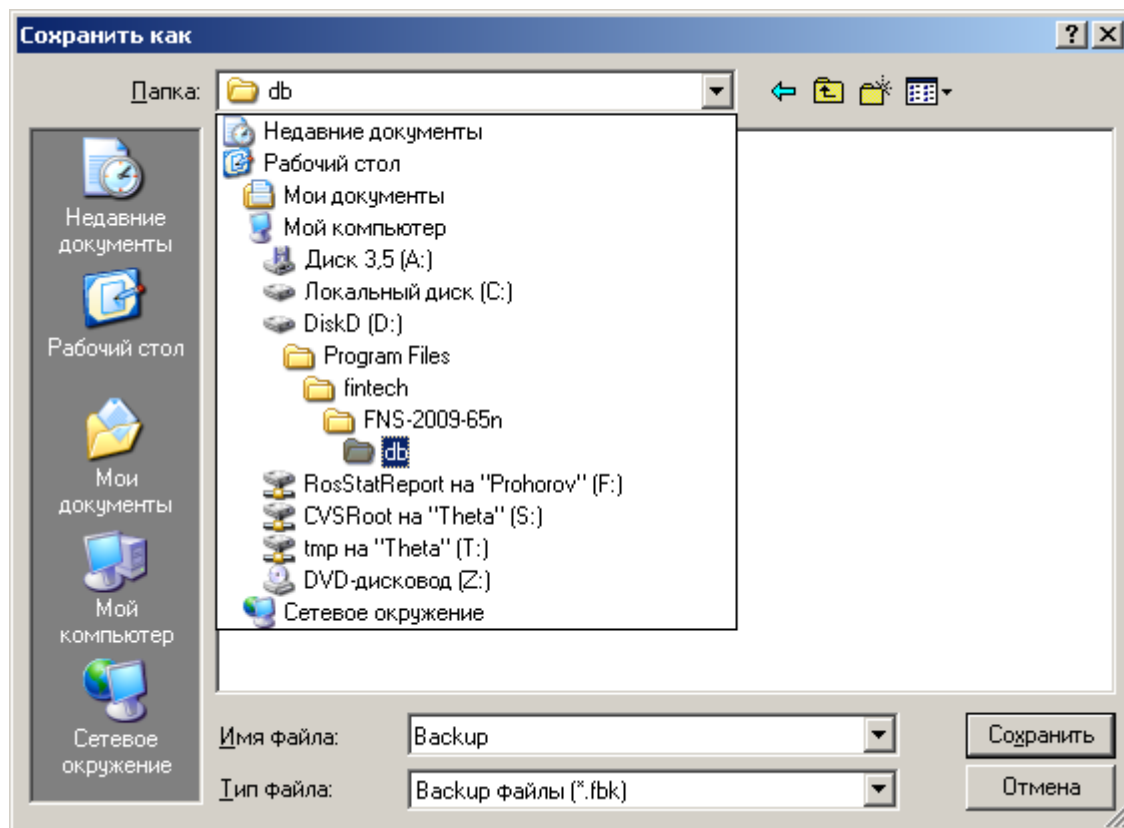 Сохранить как
Папка:
db
Недавние документы
Рабочий стол
Мои документы
Мой компьютер
Диск 3,5 (A:)
Локальный диск (C:)
DiskD (D:)
Program Files
fintech
FNS-2009-65n
db
RosStatReport на "Prohorov" (F:)
CVSRoot на "Theta" (S:)
tmp на "Theta" (T:)
DVD-дисковод (Z:)
Сетевое окружение
Недавние
документы
Рабочий стол
Мои
документы
Мой
компьютер
Сетевое
окружение
Имя файла:
Backup
Сохранить
Тип файла:
Backup файлы (*.fbk)
Отмена